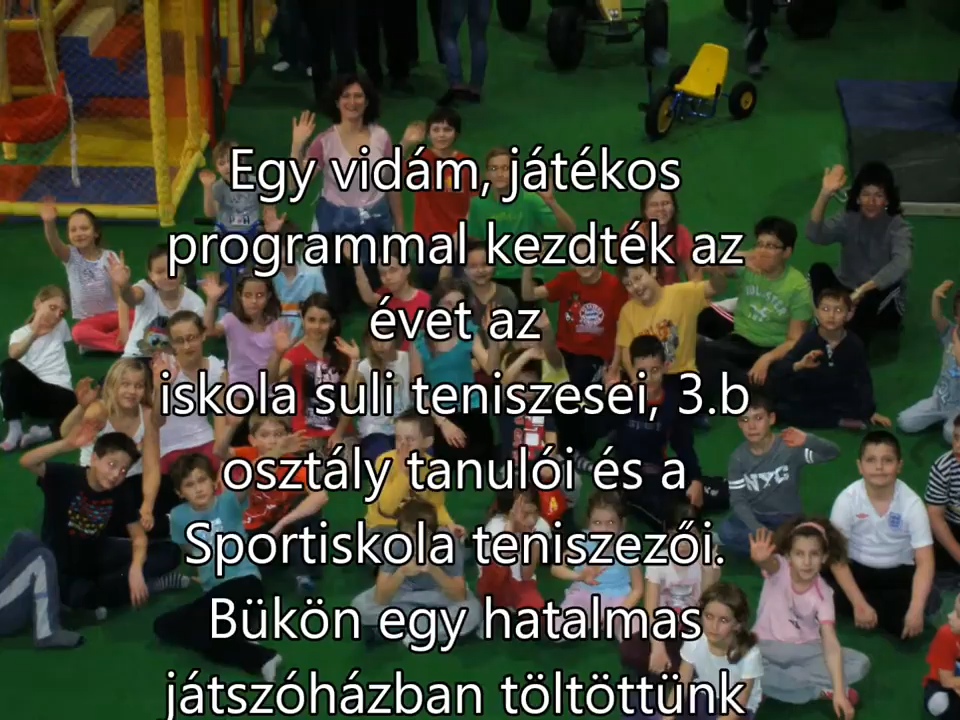 Egy vidám, játékos
programmal kezdték az
évet az
iskola suli teniszesei, 3.b
osztály tanulói és a
Sportiskola teniszezői.
Bükön egy hatalmas
játszóházban töltöttünk
NYC